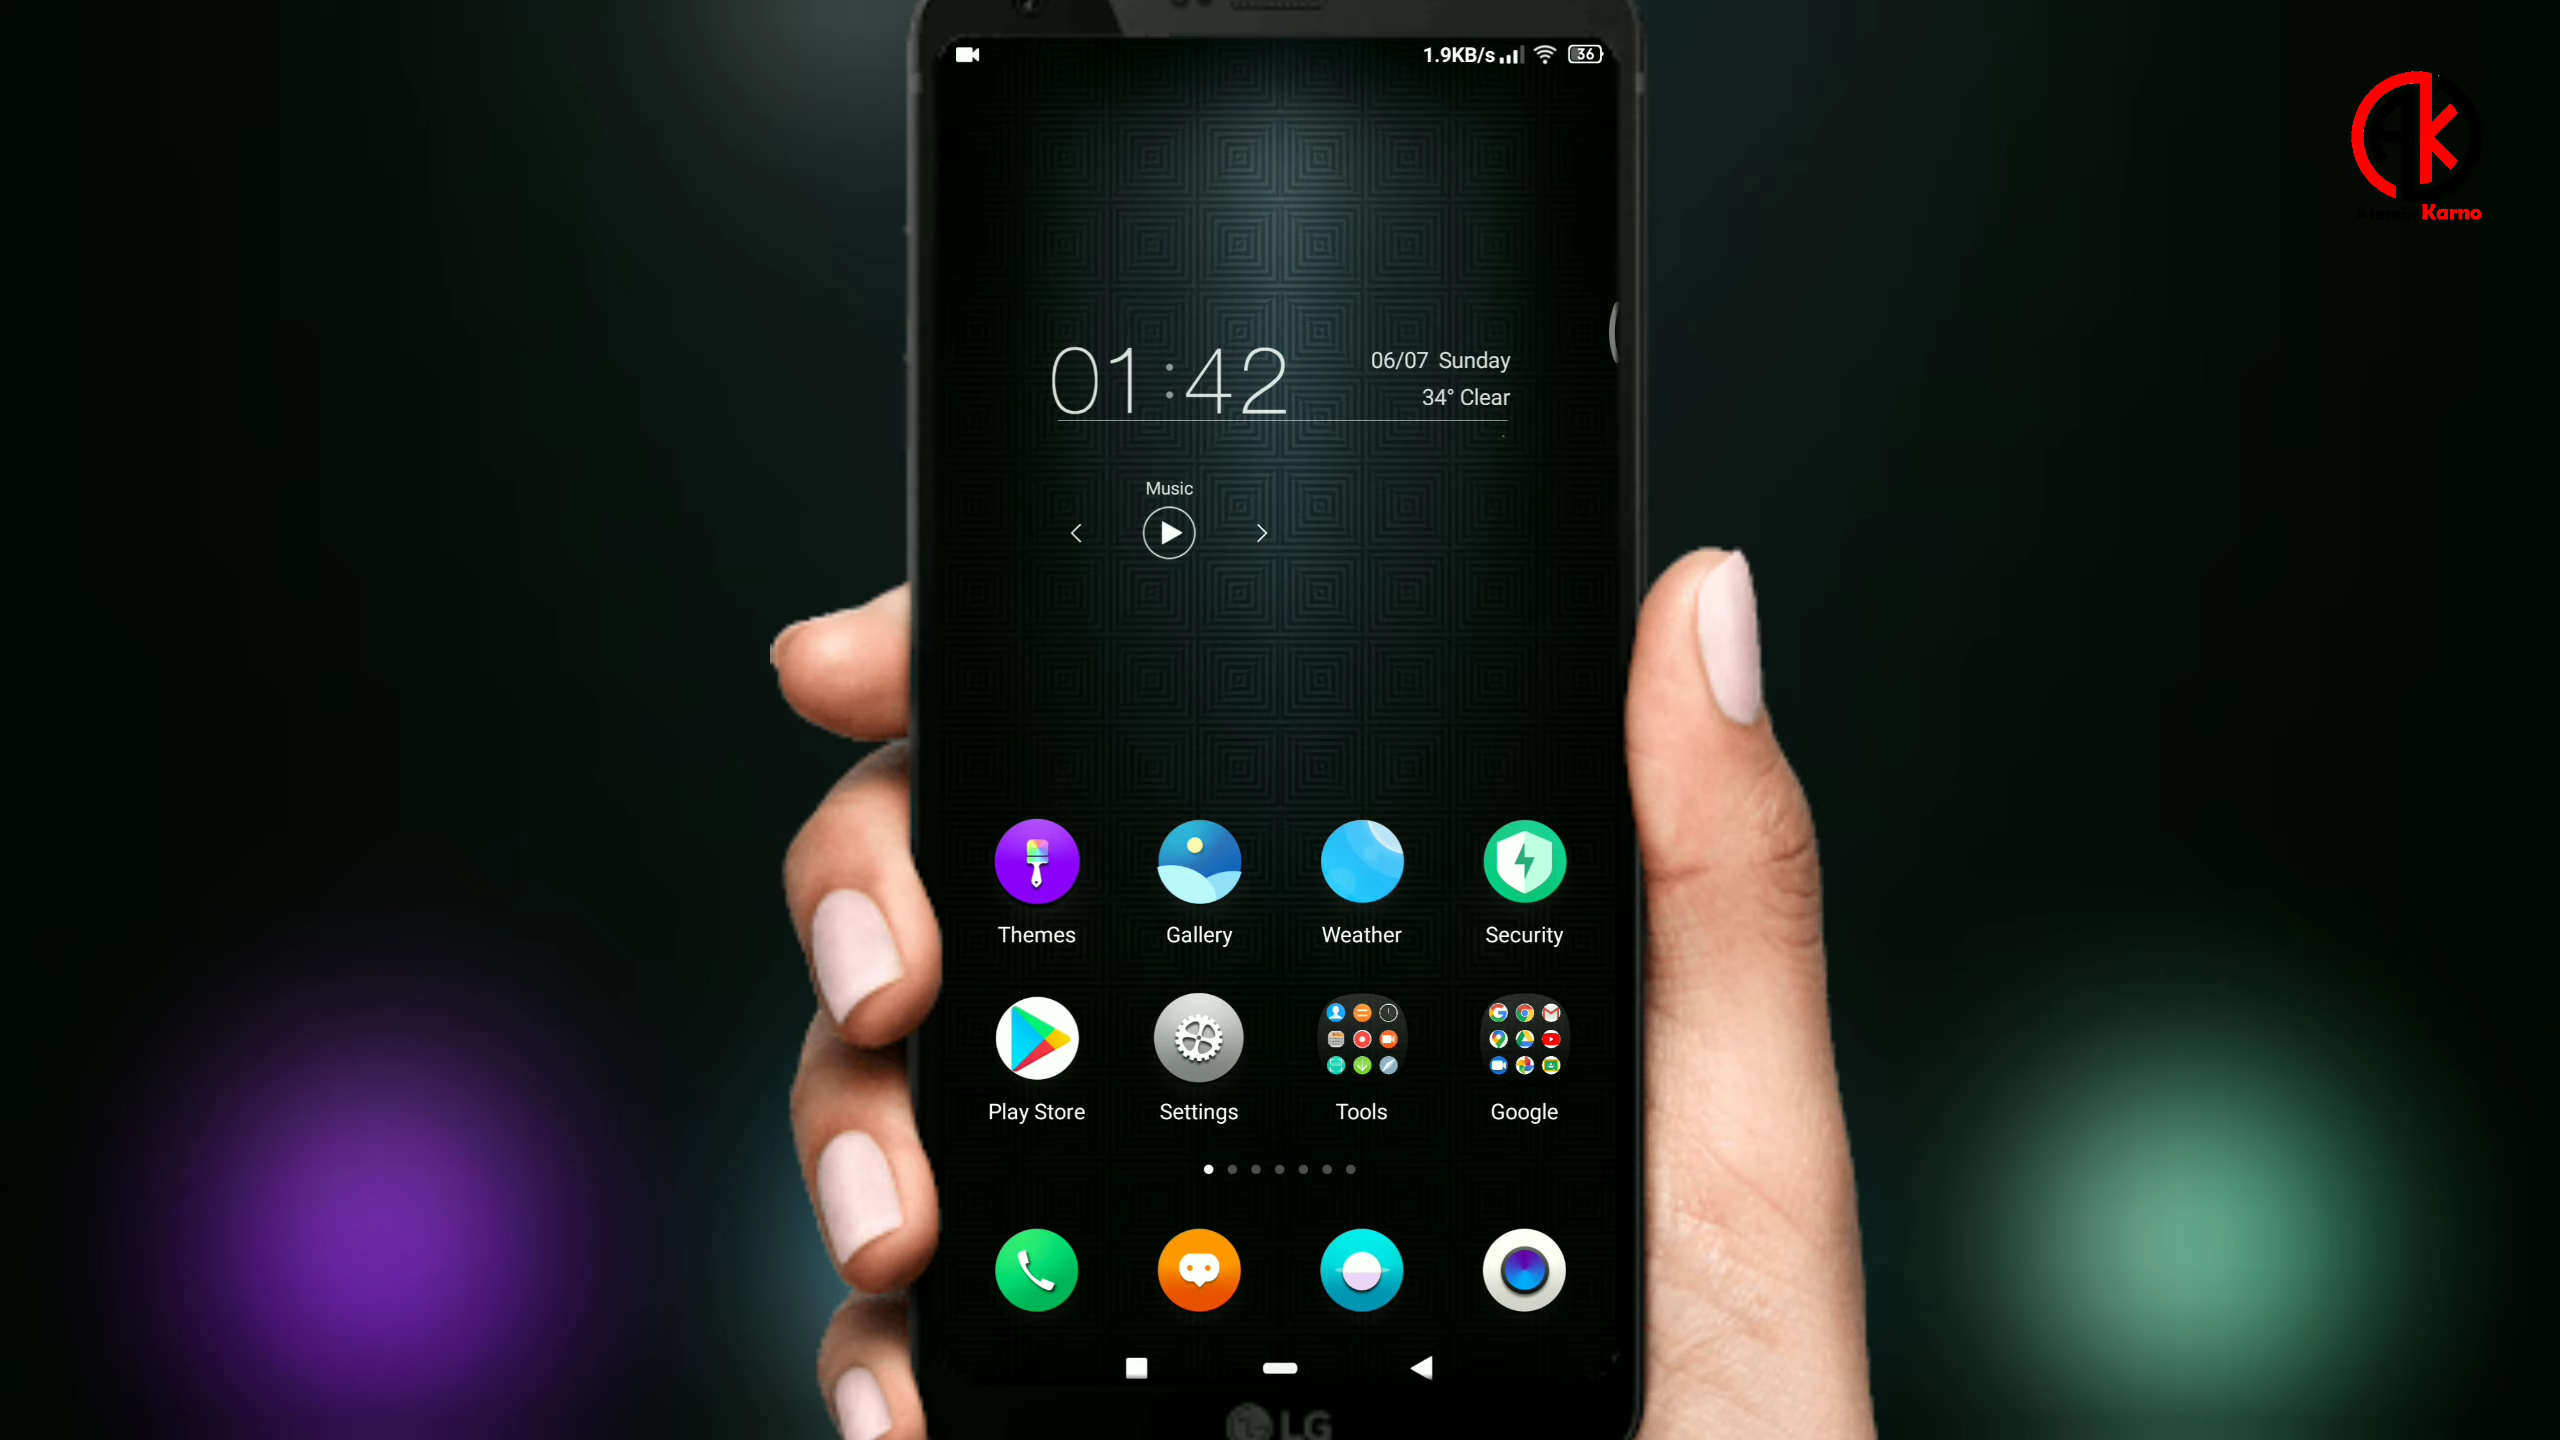 1.9KB/s 36
01:42
06/07 Sunday
34° Clear
Music
Themes Gallery Weather Security
Play Store Settings Tools Google
LG
Karno